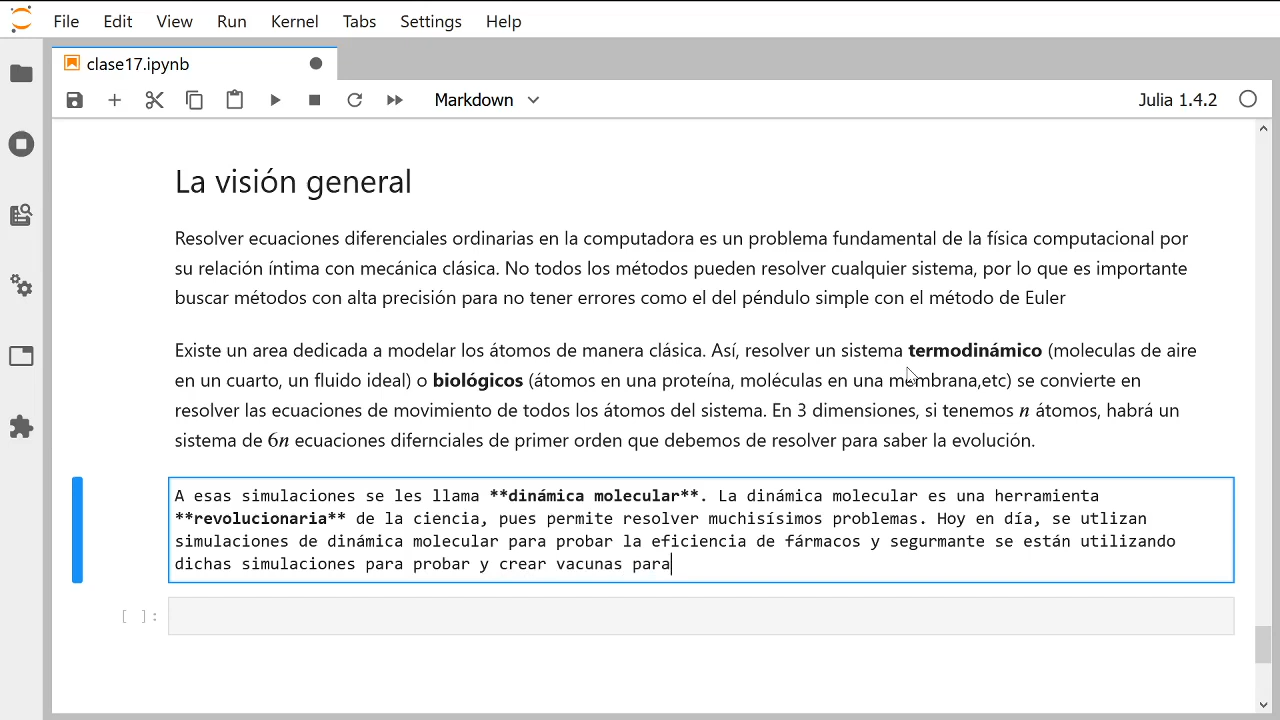 File Edit View Run Kernel Tabs Settings Help
clase17.ipynb
Markdown
Julia 1.4.2
La visión general
Resolver ecuaciones diferenciales ordinarias en la computadora es un problema fundamental de la física computacional por
su relación íntima con mecánica clásica. No todos los métodos pueden resolver cualquier sistema, por lo que es importante
buscar métodos con alta precisión para no tener errores como el del péndulo simple con el método de Euler
Existe un area dedicada a modelar los átomos de manera clásica. Así, resolver un sistema termodinámico (moleculas de aire
en un cuarto, un fluido ideal) o biológicos (átomos en una proteína, moléculas en una membrana,etc) se convierte en
resolver las ecuaciones de movimiento de todos los átomos del sistema. En 3 dimensiones, si tenemos n átomos, habrá un
sistema de 6n ecuaciones difernciales de primer orden que debemos de resolver para saber la evolución.
A esas simulaciones se les llama **dinámica molecular**. La dinámica molecular es una herramienta
**revolucionaria** de la ciencia, pues permite resolver muchisísimos problemas. Hoy en día, se utlizan
simulaciones de dinámica molecular para probar la eficiencia de fármacos y segurmante se están utilizando
dichas simulaciones para probar y crear vacunas para
[ ]: